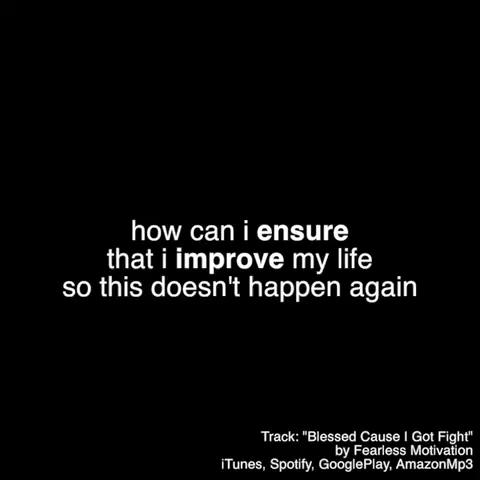 how can i ensure
that i improve my life
so this doesn't happen again
Track: "Blessed Cause I Got Fight"
by Fearless Motivation
iTunes, Spotify, GooglePlay, AmazonMp3